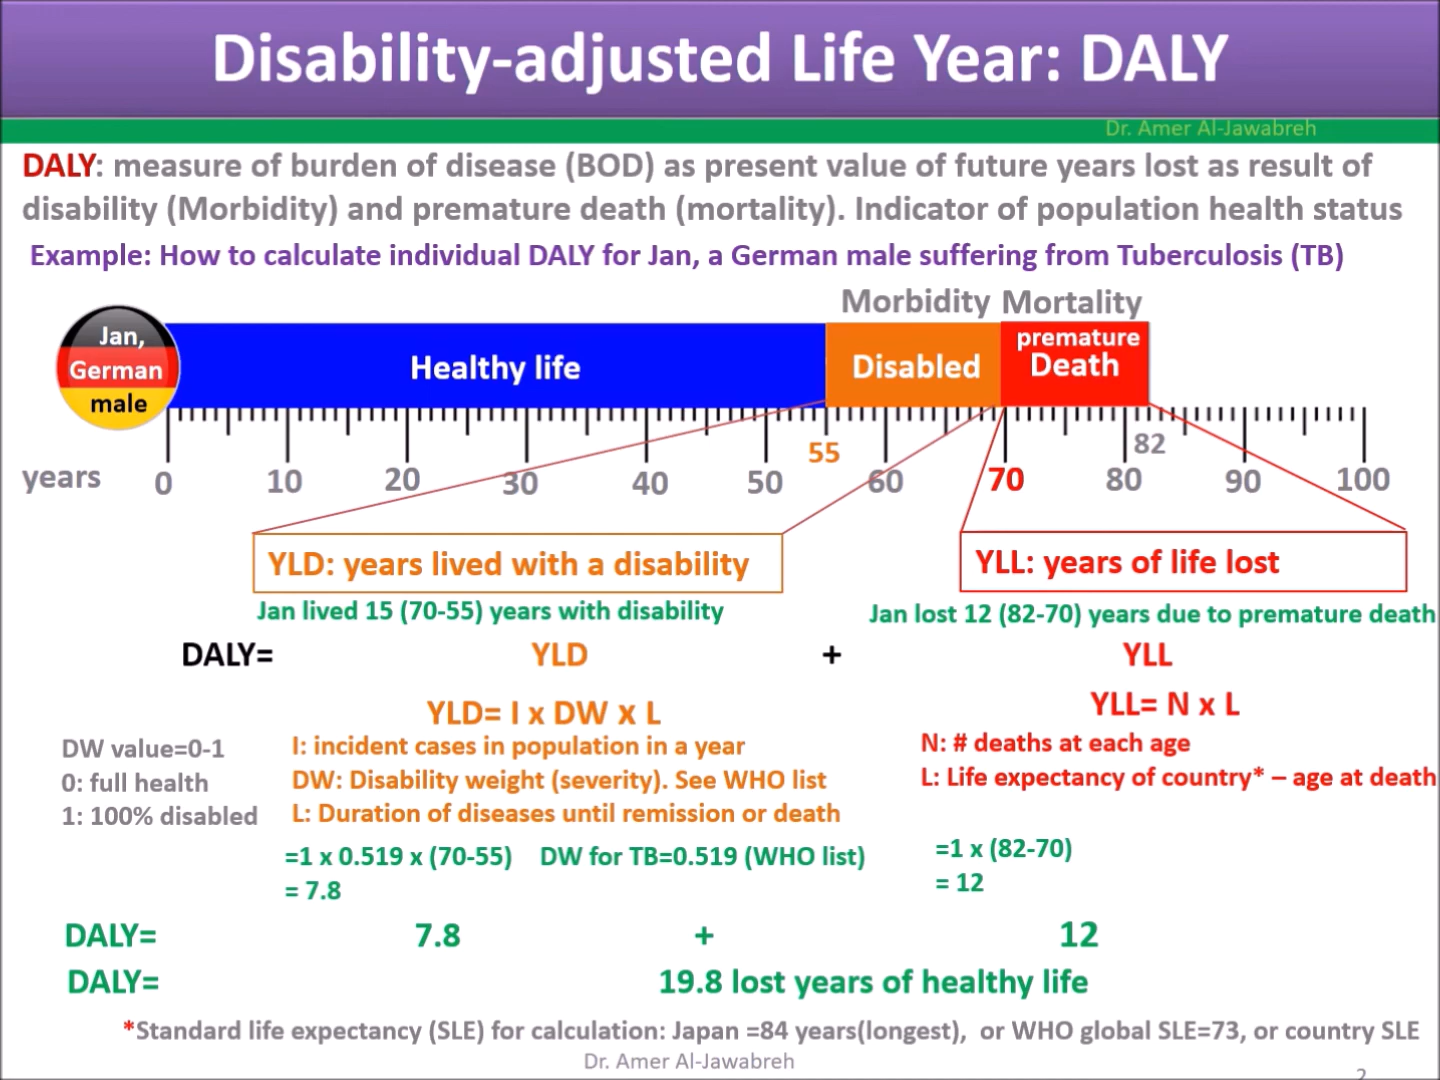 Disability-adjusted Life Year: DALY
Dr. Amer Al-Jawabreh
DALY: measure of burden of disease (BOD) as present value of future years lost as result of
disability (Morbidity) and premature death (mortality). Indicator of population health status
Example: How to calculate individual DALY for Jan, a German male suffering from Tuberculosis (TB)
Morbidity Mortality
Jan,
German
male
Healthy life
Disabled
premature
Death
55
82
years 0 10 20 30 40 50 60 70 80 90 100
YLD: years lived with a disability
YLL: years of life lost
Jan lived 15 (70-55) years with disability
Jan lost 12 (82-70) years due to premature death
DALY= YLD + YLL
YLD= I x DW x L
YLL= N x L
DW value=0-1
0: full health
1: 100% disabled
I: incident cases in population in a year
DW: Disability weight (severity). See WHO list
L: Duration of diseases until remission or death
N: # deaths at each age
L: Life expectancy of country* – age at death
=1 x 0.519 x (70-55) DW for TB=0.519 (WHO list)
= 7.8
=1 x (82-70)
= 12
DALY= 7.8 + 12
DALY= 19.8 lost years of healthy life
*Standard life expectancy (SLE) for calculation: Japan =84 years(longest), or WHO global SLE=73, or country SLE
Dr. Amer Al-Jawabreh
2